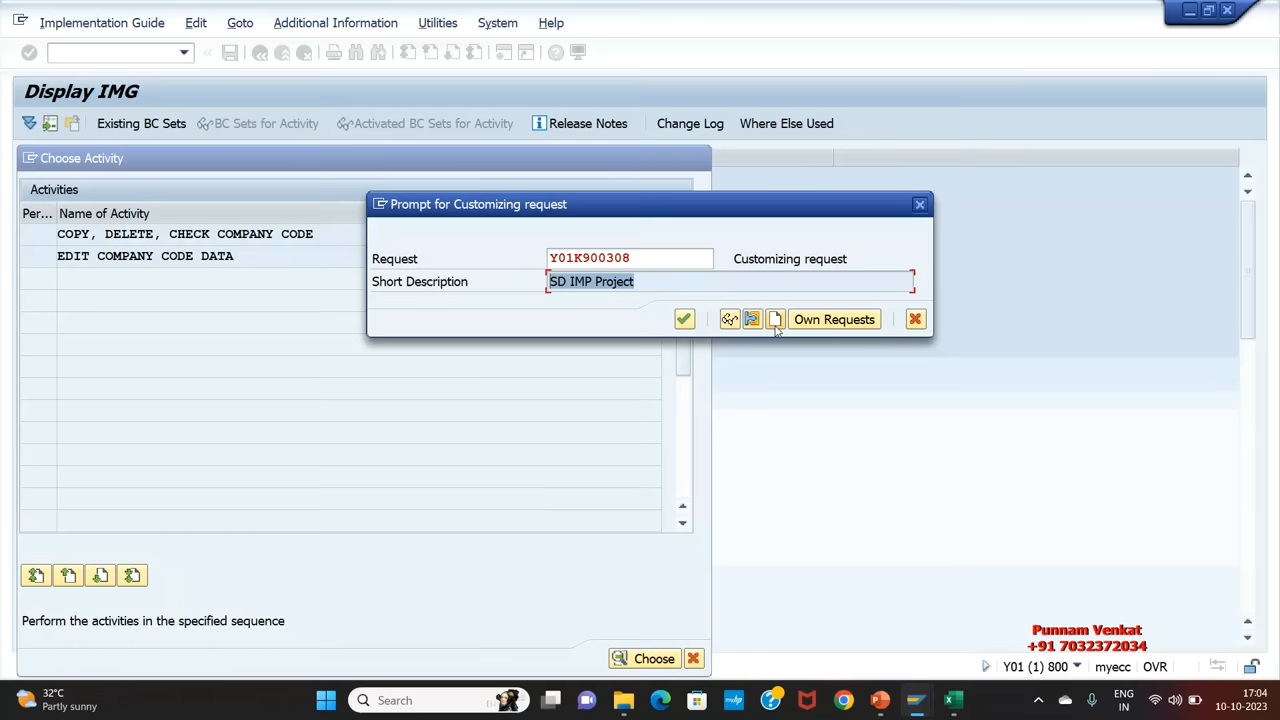 Implementation Guide Edit Goto Additional Information Utilities System Help
Display IMG
Existing BC Sets BC Sets for Activity Activated BC Sets for Activity Release Notes Change Log Where Else Used
Choose Activity
Activities
Per... Name of Activity
COPY, DELETE, CHECK COMPANY CODE
EDIT COMPANY CODE DATA
Prompt for Customizing request
Request Y01K900308 Customizing request
Short Description SD IMP Project
Own Requests
Perform the activities in the specified sequence
Choose
Punnam Venkat
+91 7032372034
Y01 (1) 800 myecc OVR
32°C
Partly sunny
Search
ENG
IN
17:04
10-10-2023